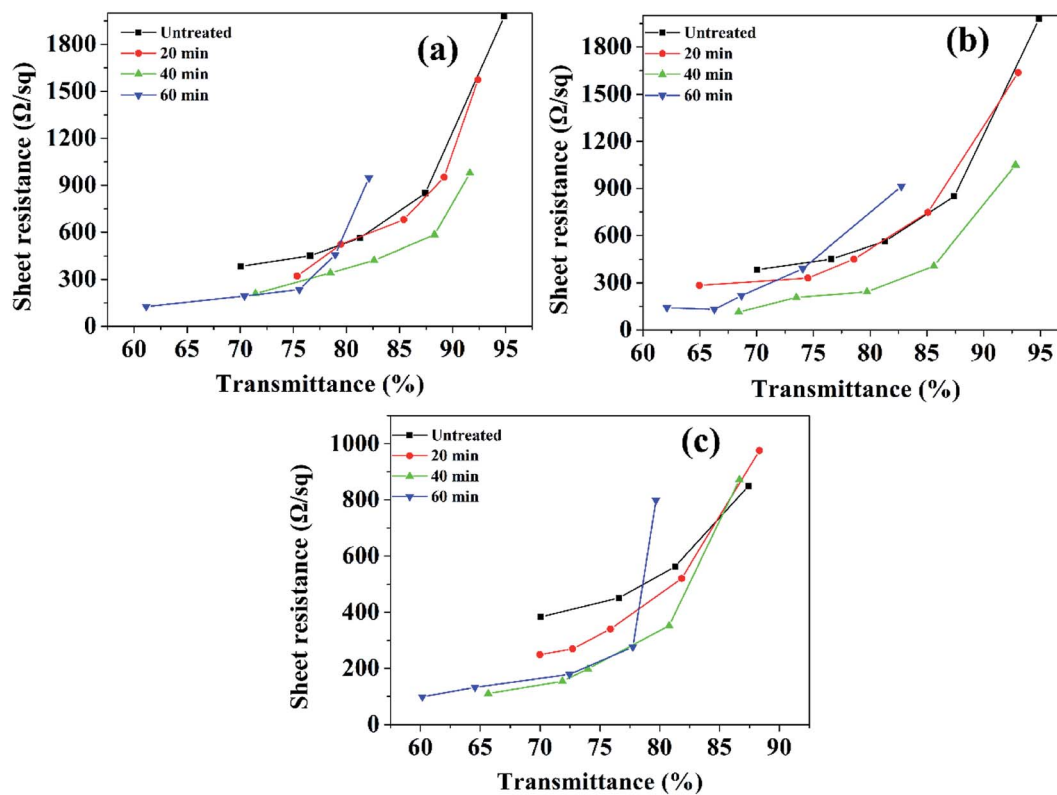 (a)
Untreated
20 min
40 min
60 min
Sheet resistance (Ω/sq)
1800
1500
1200
900
600
300
0
60 65 70 75 80 85 90 95
Transmittance (%)
(b)
Untreated
20 min
40 min
60 min
Sheet resistance (Ω/sq)
1800
1500
1200
900
600
300
0
60 65 70 75 80 85 90 95
Transmittance (%)
(c)
Untreated
20 min
40 min
60 min
Sheet resistance (Ω/sq)
1000
800
600
400
200
0
60 65 70 75 80 85 90
Transmittance (%)